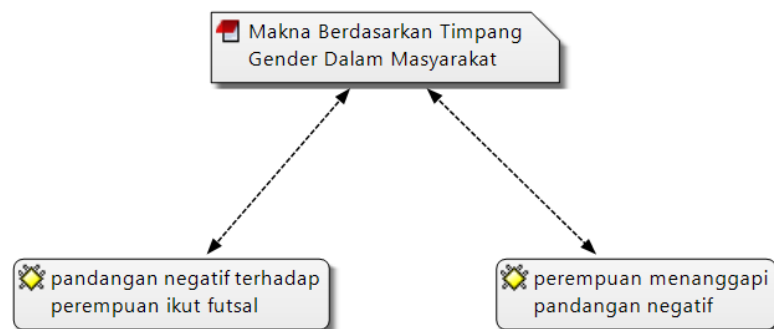 Makna Berdasarkan Timpang
Gender Dalam Masyarakat
pandangan negatif terhadap
perempuan ikut futsal
perempuan menanggapi
pandangan negatif